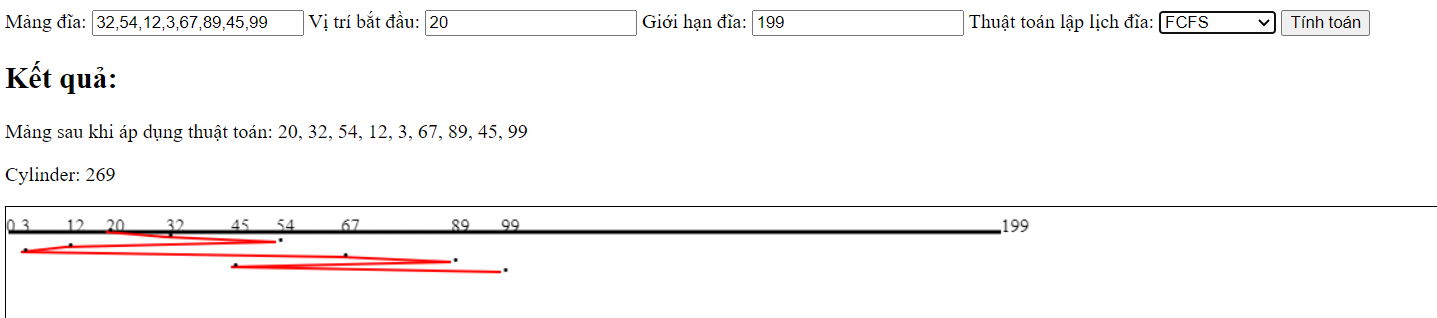 Mảng đĩa: 32,54,12,3,67,89,45,99 Vị trí bắt đầu: 20 Giới hạn đĩa: 199 Thuật toán lập lịch đĩa: FCFS Tính toán
Kết quả:
Mảng sau khi áp dụng thuật toán: 20, 32, 54, 12, 3, 67, 89, 45, 99
Cylinder: 269
0 3 12 20 32 45 54 67 89 99 199